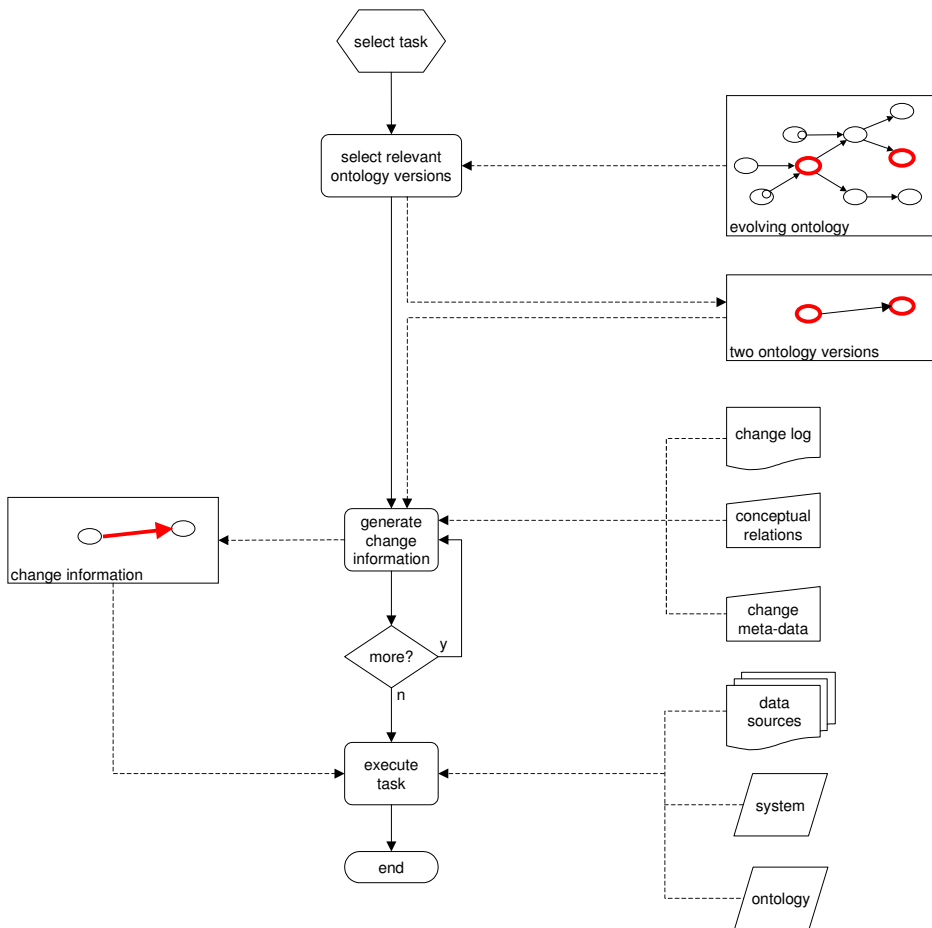 select task
select relevant
ontology versions
evolving ontology
two ontology versions
change log
generate
change
information
conceptual
relations
change information
change
meta-data
y
more?
n
data
sources
execute
task
system
end
ontology